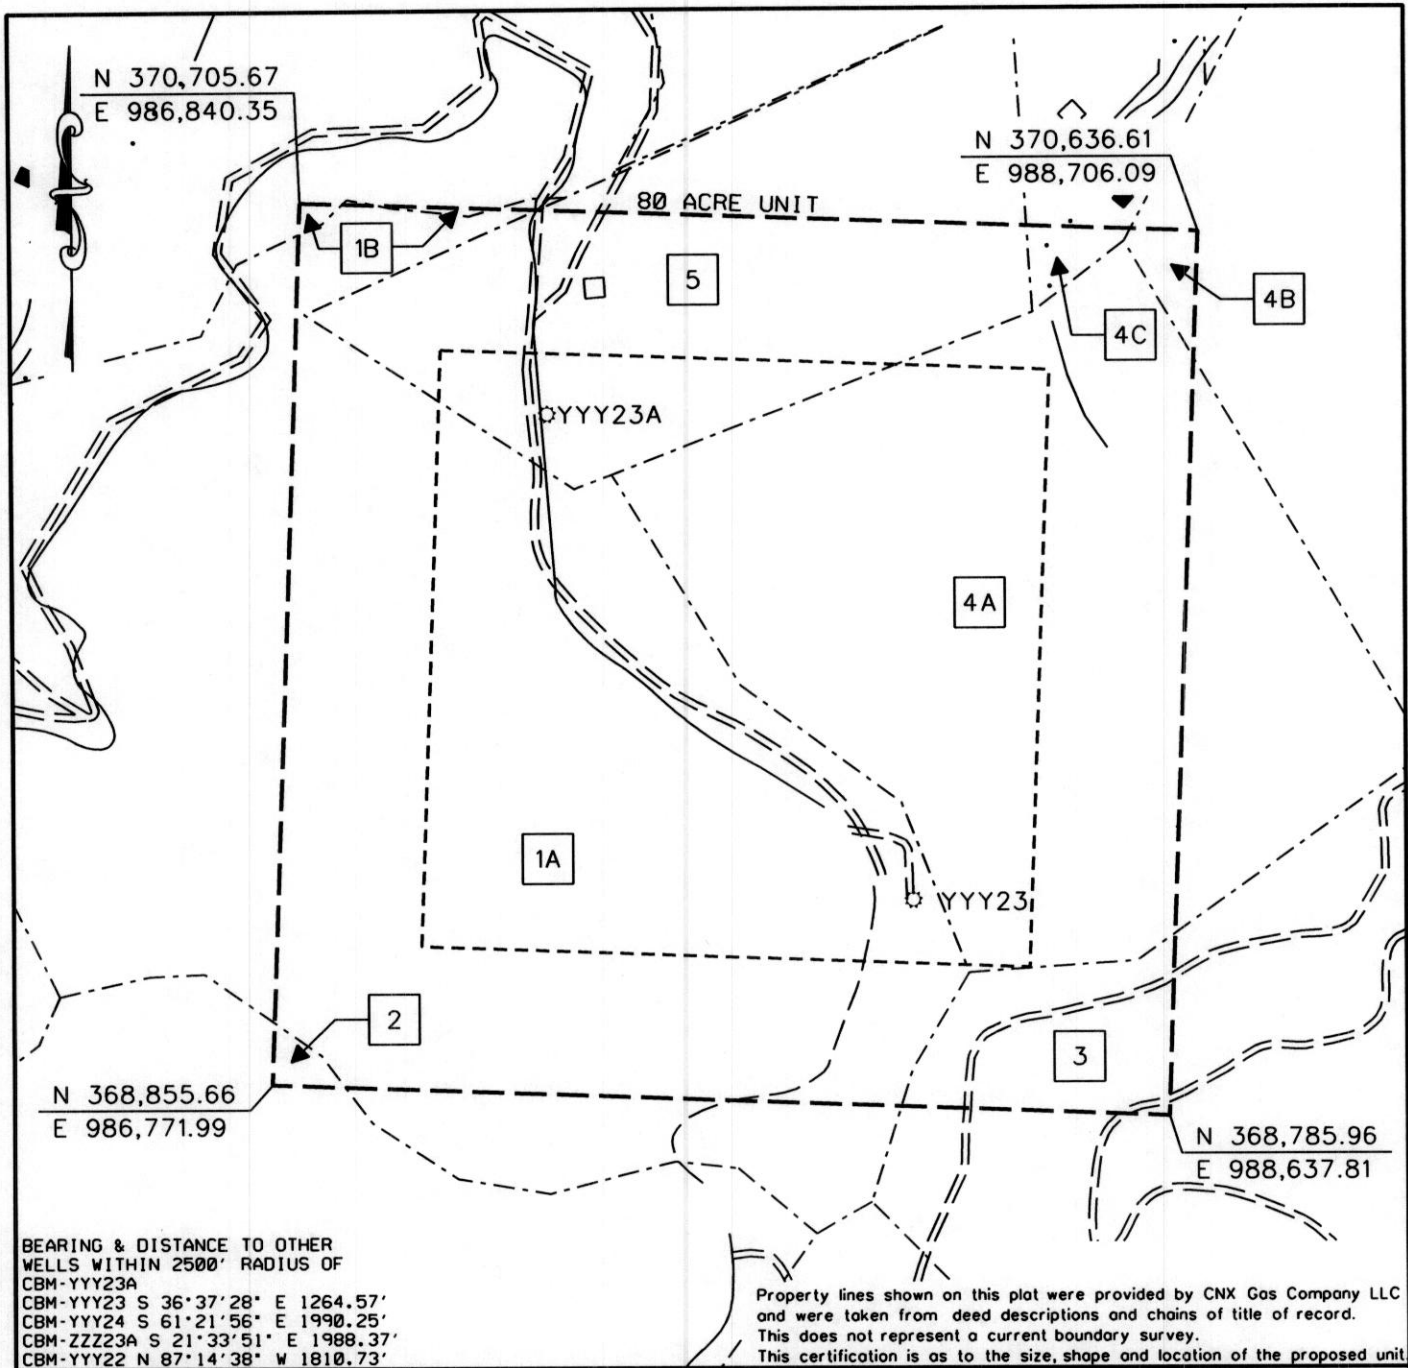 N 370,705.67
E 986,840.35
N 370,636.61
E 988,706.09
80 ACRE UNIT
1B
5
4B
4C
YYY23A
4A
1A
YYY23
2
3
N 368,855.66
E 986,771.99
N 368,785.96
E 988,637.81
BEARING & DISTANCE TO OTHER
WELLS WITHIN 2500' RADIUS OF
CBM-YYY23A
CBM-YYY23 S 36°37'28" E 1264.57'
CBM-YYY24 S 61°21'56" E 1990.25'
CBM-ZZZ23A S 21°33'51" E 1988.37'
CBM-YYY22 N 87°14'38" W 1810.73'
Property lines shown on this plat were provided by CNX Gas Company LLC
and were taken from deed descriptions and chains of title of record.
This does not represent a current boundary survey.
This certification is as to the size, shape and location of the proposed unit.